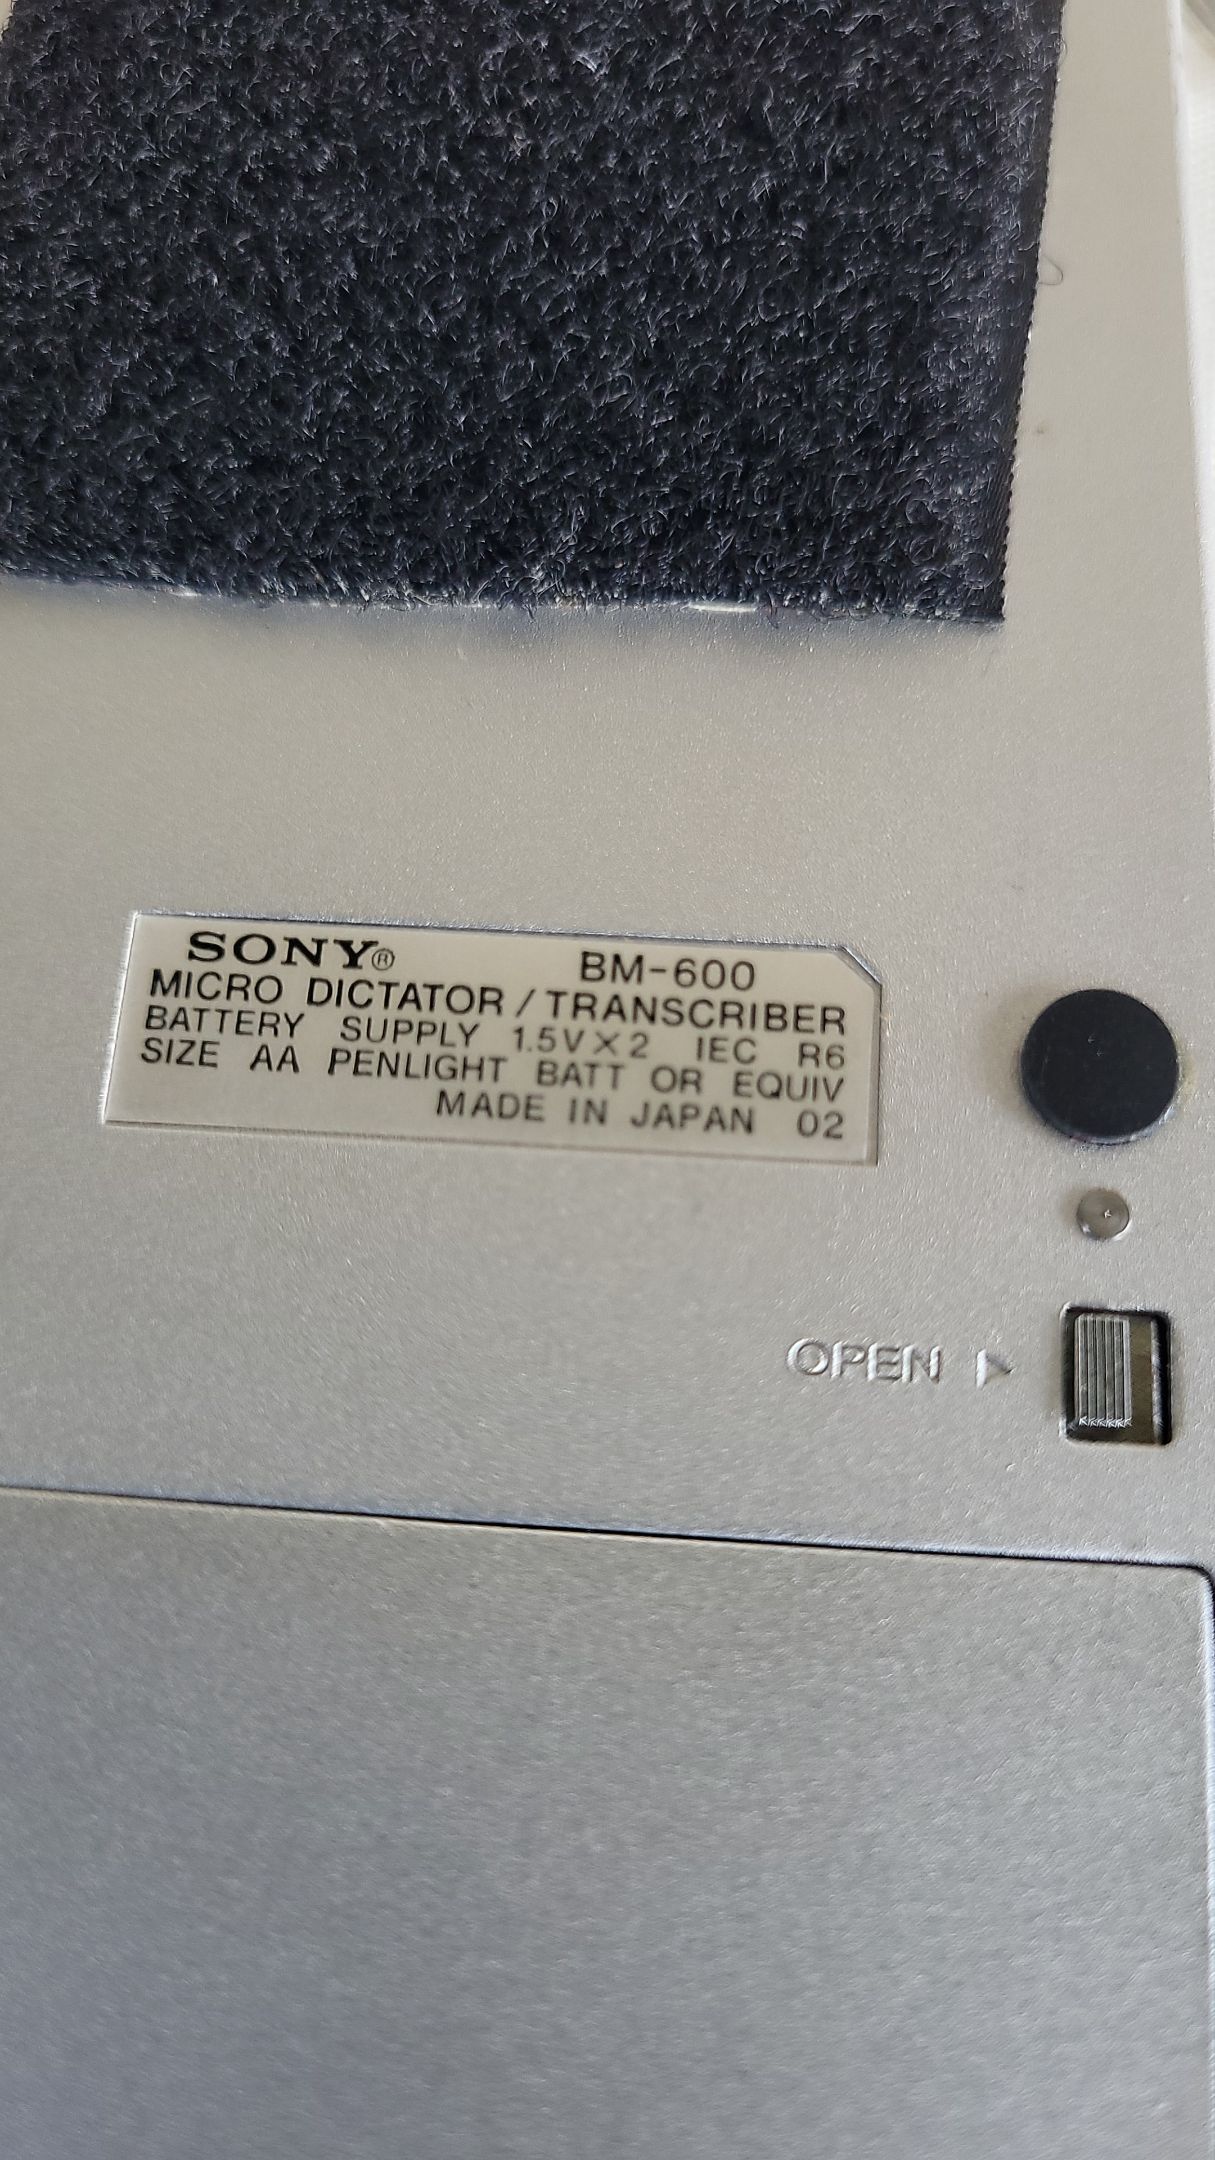 SONY® BM-600
MICRO DICTATOR / TRANSCRIBER
BATTERY SUPPLY 1.5V×2 IEC R6
SIZE AA PENLIGHT BATT OR EQUIV
MADE IN JAPAN 02
OPEN